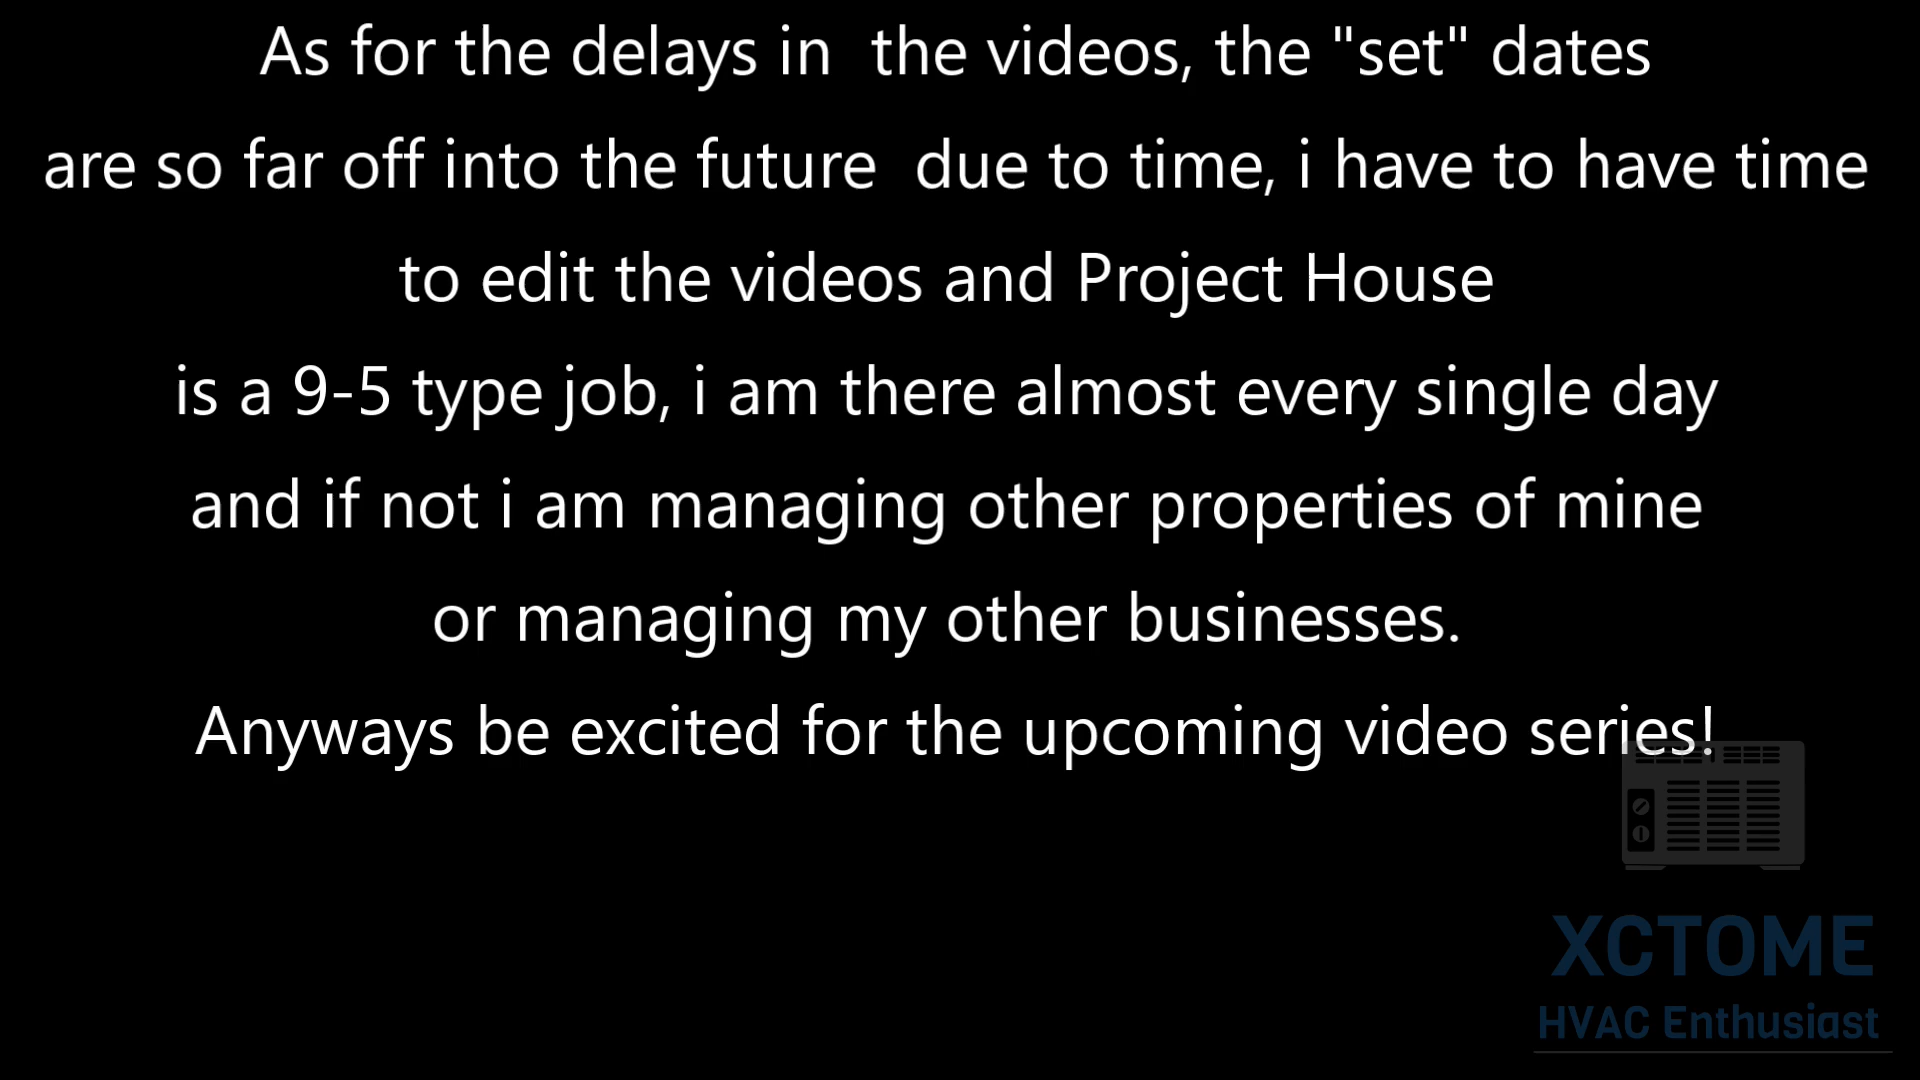 As for the delays in  the videos, the "set" dates
are so far off into the future  due to time, i have to have time
to edit the videos and Project House
is a 9-5 type job, i am there almost every single day
and if not i am managing other properties of mine
or managing my other businesses.
Anyways be excited for the upcoming video series!
XCTOME
HVAC Enthusiast